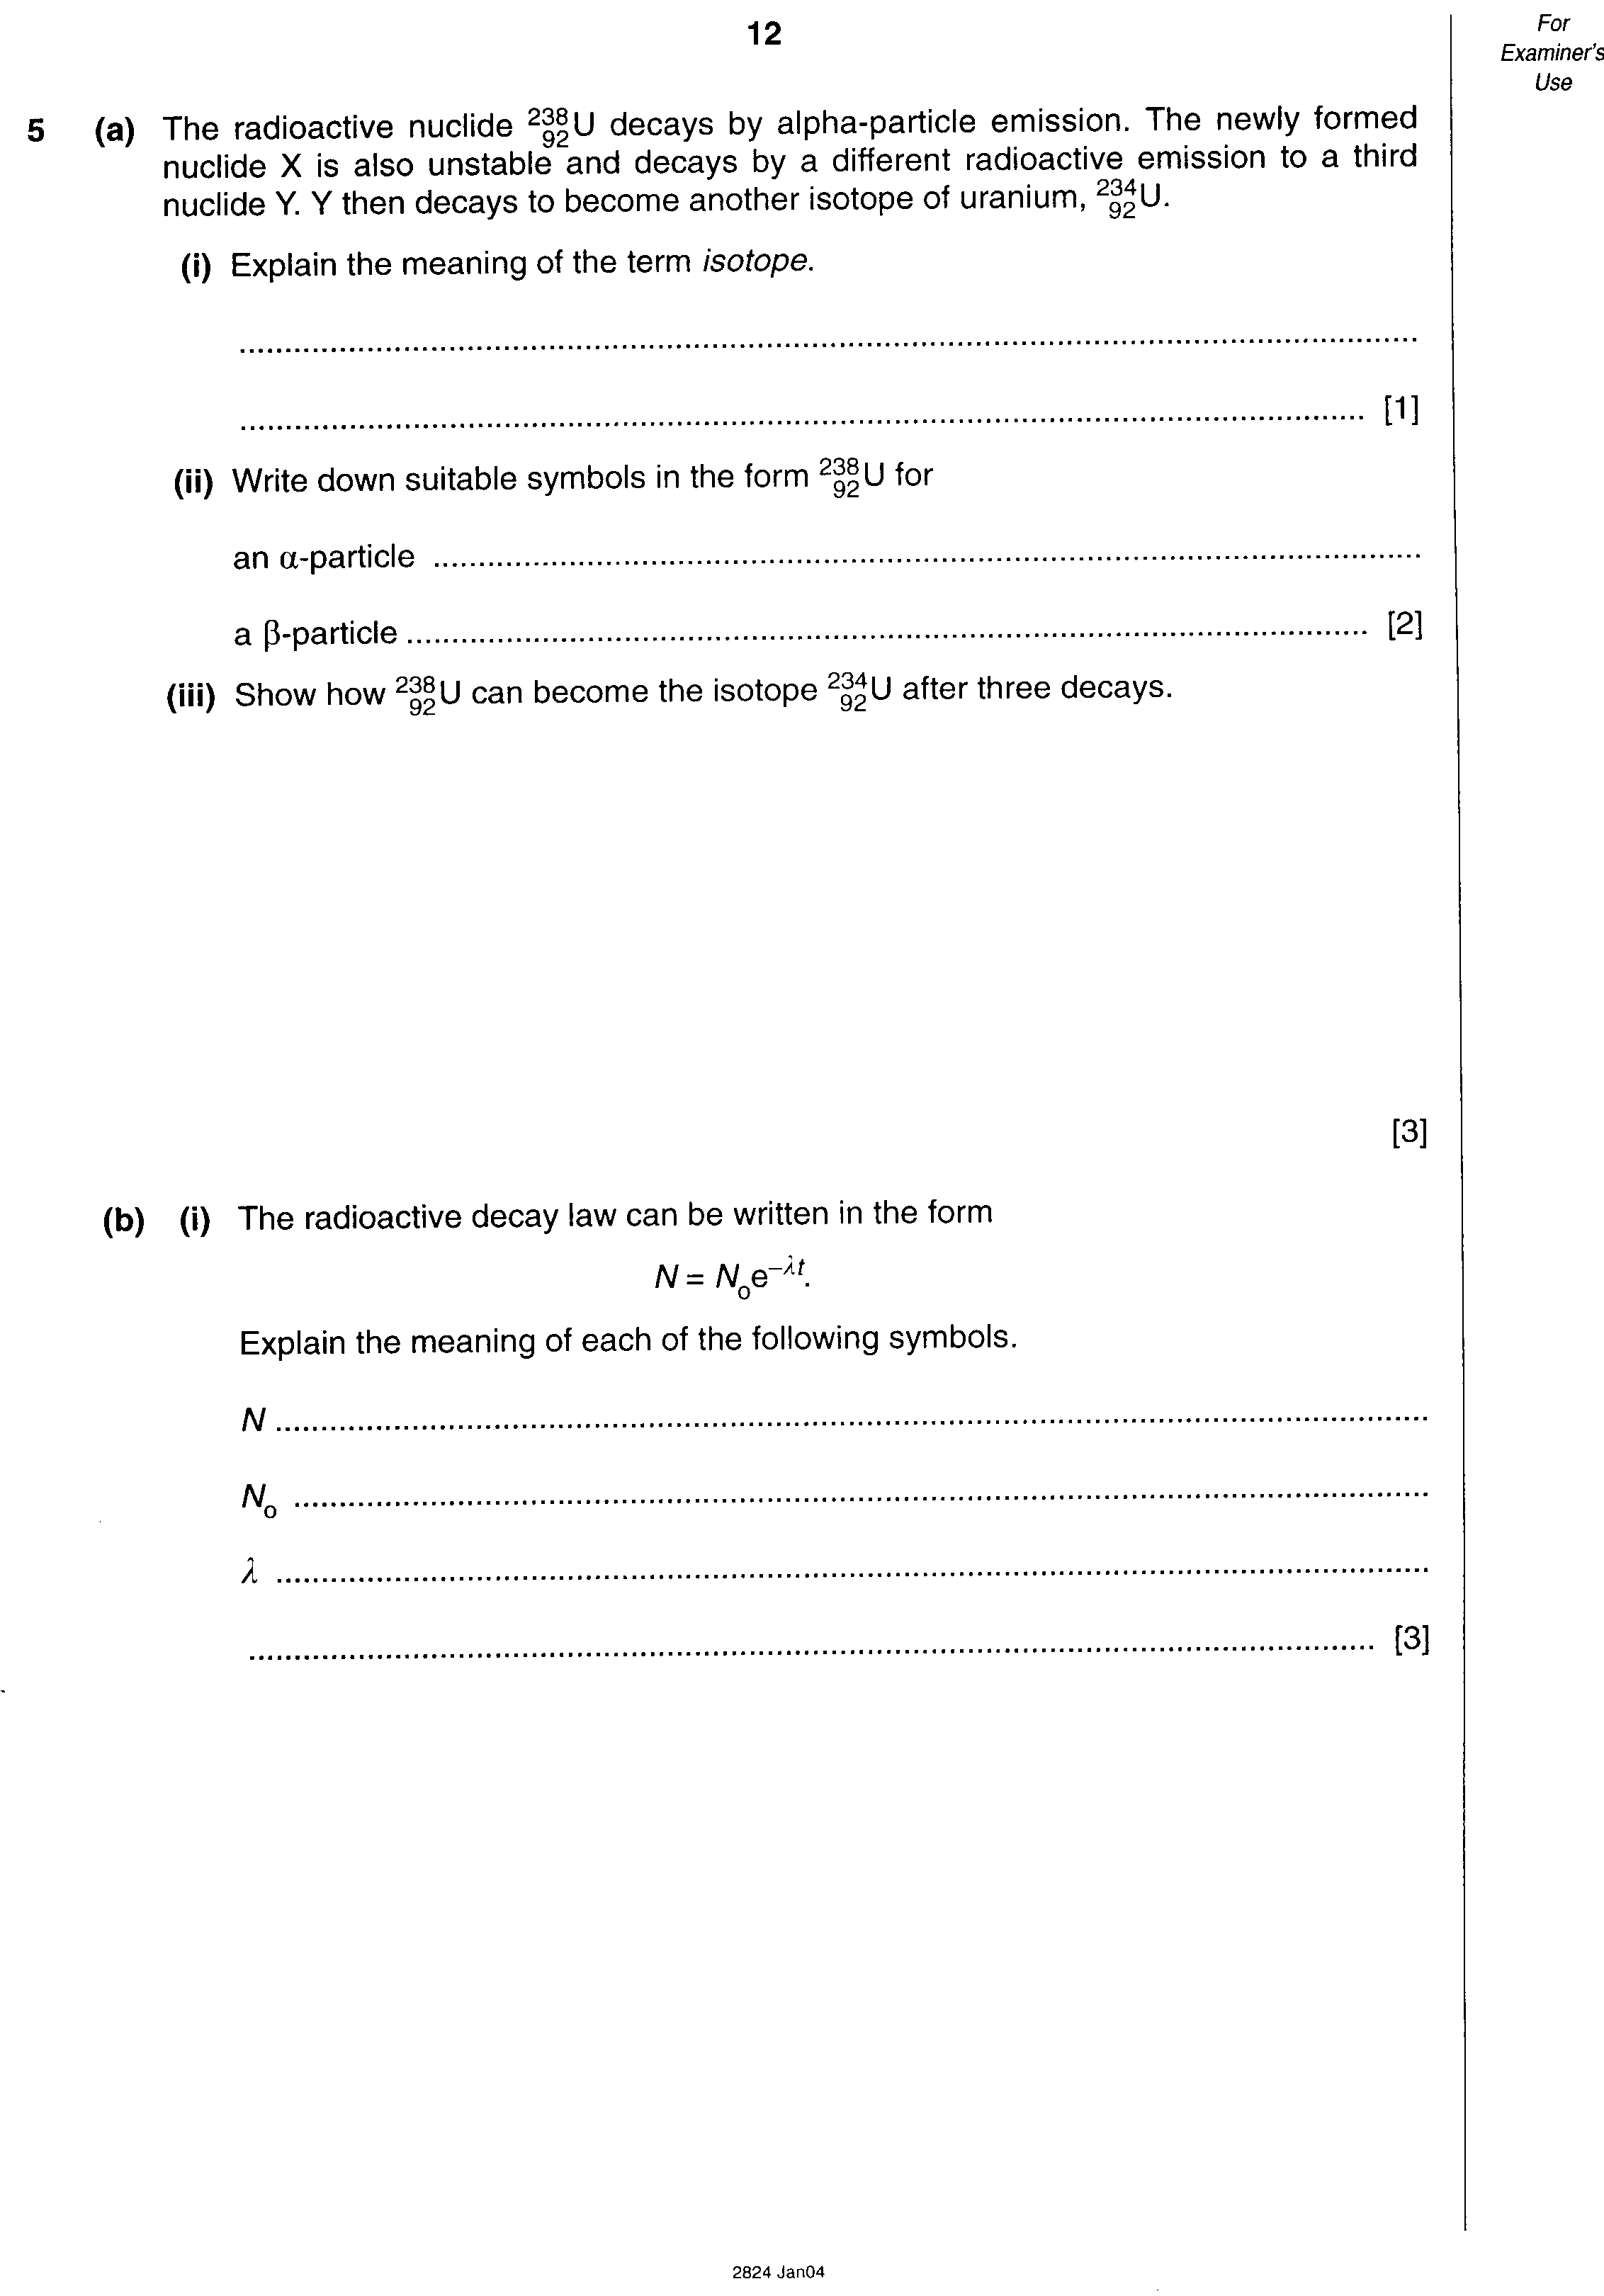 12
For
Examiner's
Use
5 (a) The radioactive nuclide ²³⁸₉₂U decays by alpha-particle emission. The newly formed
nuclide X is also unstable and decays by a different radioactive emission to a third
nuclide Y. Y then decays to become another isotope of uranium, ²³⁴₉₂U.
(i) Explain the meaning of the term isotope.
[1]
(ii) Write down suitable symbols in the form ²³⁸₉₂U for
an α-particle
a β-particle [2]
(iii) Show how ²³⁸₉₂U can become the isotope ²³⁴₉₂U after three decays.
[3]
(b) (i) The radioactive decay law can be written in the form
N = N₀e^−λt.
Explain the meaning of each of the following symbols.
N
N₀
λ
[3]
2824 Jan04